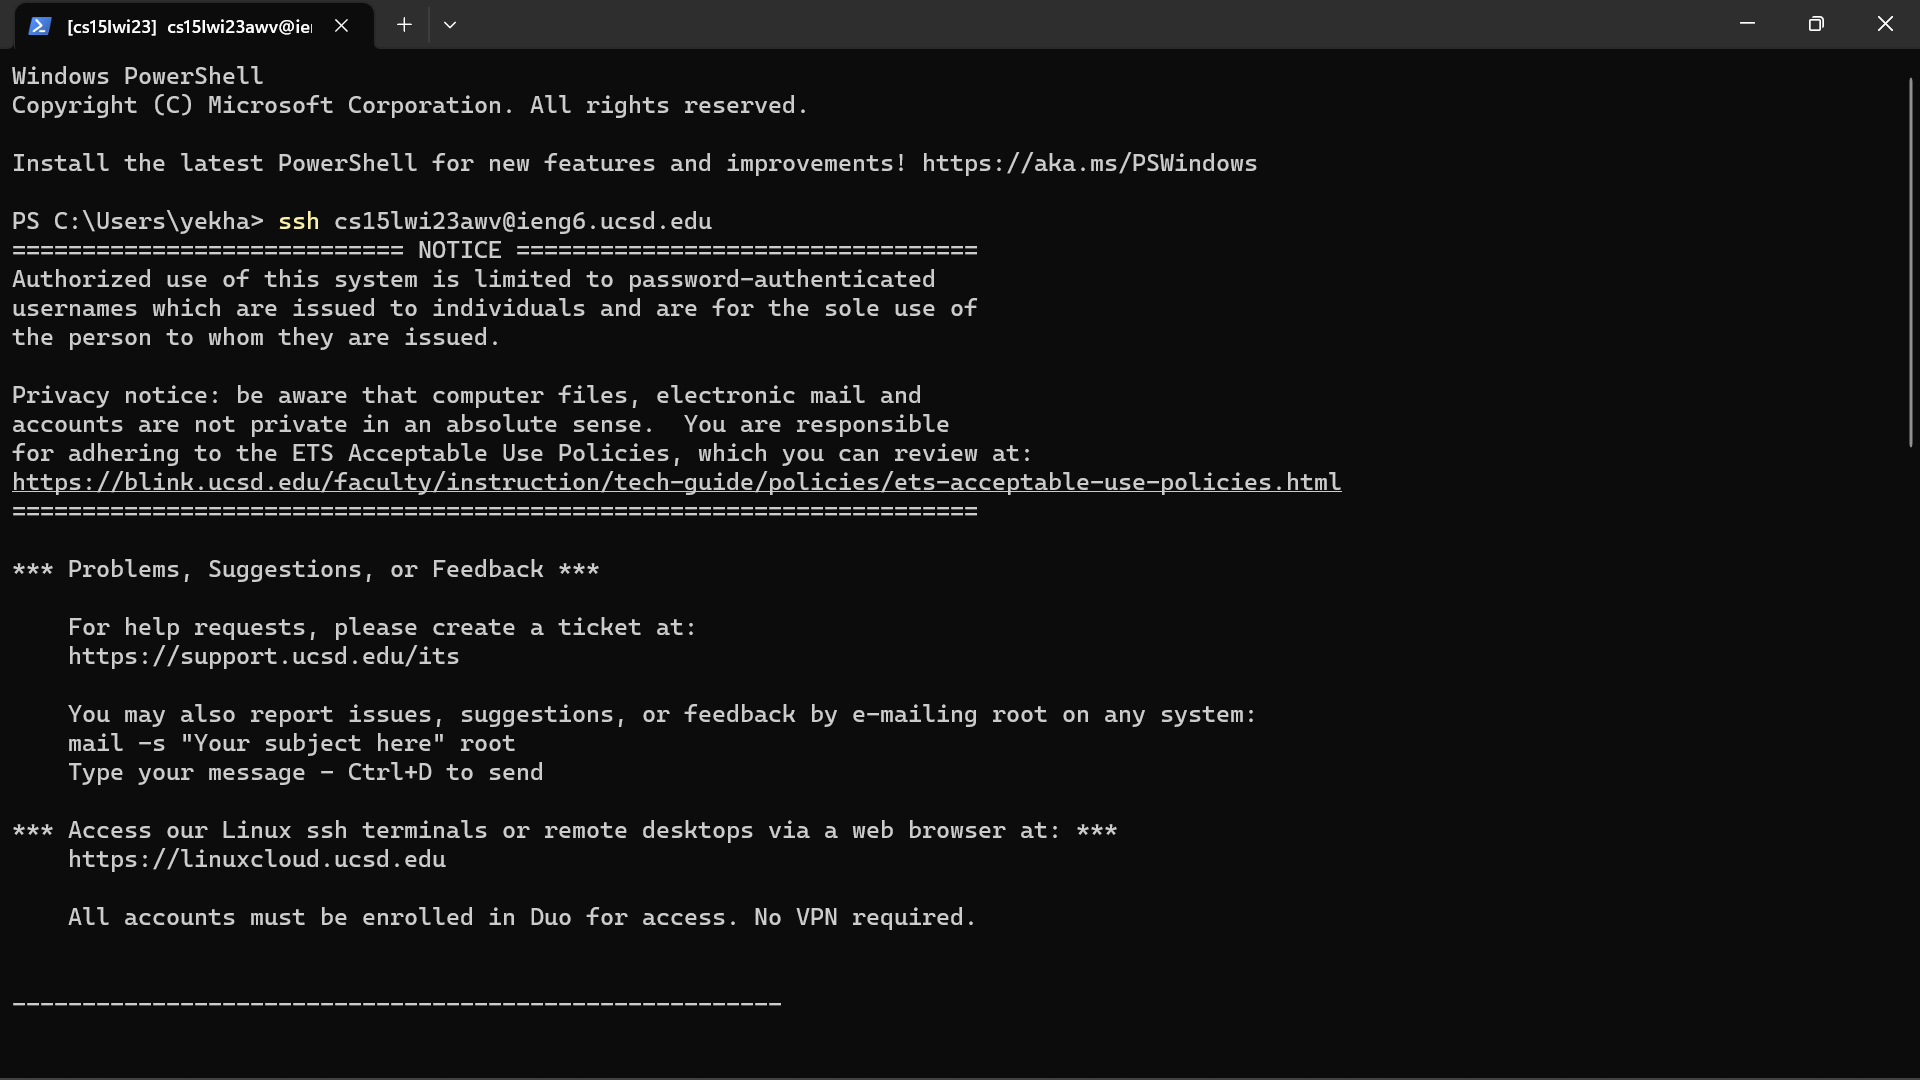 [cs15lwi23] cs15lwi23awv@ie
Windows PowerShell
Copyright (C) Microsoft Corporation. All rights reserved.
Install the latest PowerShell for new features and improvements! https://aka.ms/PSWindows
PS C:\Users\yekha> ssh cs15lwi23awv@ieng6.ucsd.edu
============================ NOTICE =================================
Authorized use of this system is limited to password-authenticated
usernames which are issued to individuals and are for the sole use of
the person to whom they are issued.
Privacy notice: be aware that computer files, electronic mail and
accounts are not private in an absolute sense.  You are responsible
for adhering to the ETS Acceptable Use Policies, which you can review at:
https://blink.ucsd.edu/faculty/instruction/tech-guide/policies/ets-acceptable-use-policies.html
=====================================================================
*** Problems, Suggestions, or Feedback ***
For help requests, please create a ticket at:
https://support.ucsd.edu/its
You may also report issues, suggestions, or feedback by e-mailing root on any system:
mail -s "Your subject here" root
Type your message - Ctrl+D to send
*** Access our Linux ssh terminals or remote desktops via a web browser at: ***
https://linuxcloud.ucsd.edu
All accounts must be enrolled in Duo for access. No VPN required.
-------------------------------------------------------